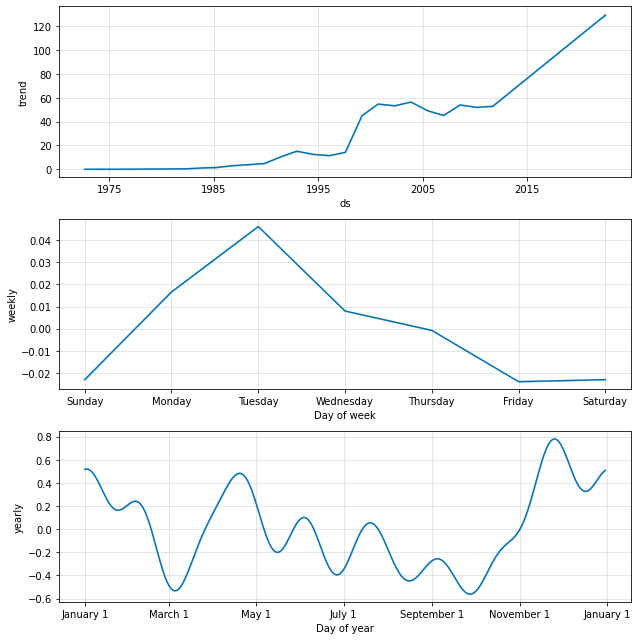 120
100
80
60
40
20
0
trend
1975 1985 1995 2005 2015
ds
0.04
0.03
0.02
0.01
0.00
−0.01
−0.02
weekly
Sunday Monday Tuesday Wednesday Thursday Friday Saturday
Day of week
0.8
0.6
0.4
0.2
0.0
−0.2
−0.4
−0.6
yearly
January 1 March 1 May 1 July 1 September 1 November 1 January 1
Day of year